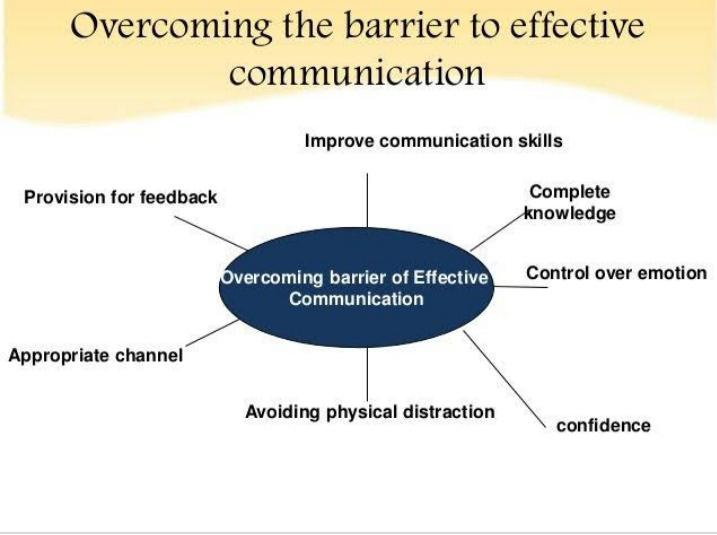 Overcoming the barrier to effective
communication
Improve communication skills
Provision for feedback
Complete
knowledge
Overcoming barrier of Effective
Communication
Control over emotion
Appropriate channel
Avoiding physical distraction
confidence